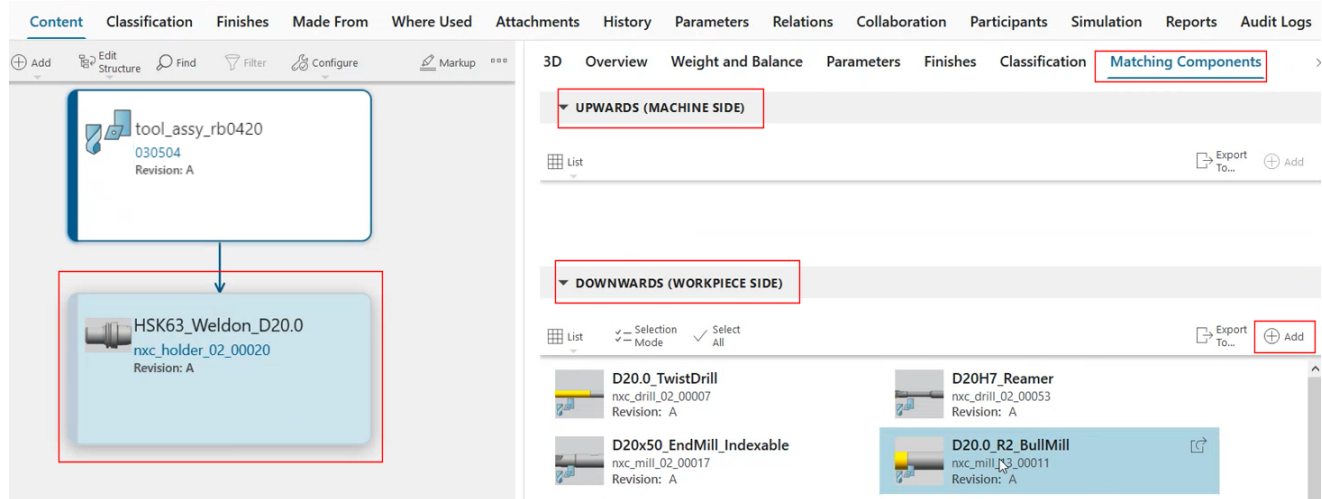 Content Classification Finishes Made From Where Used Attachments History Parameters Relations Collaboration Participants Simulation Reports Audit Logs
Add
Edit
Structure
Find
Filter
Configure
Markup
tool_assy_rb0420
030504
Revision: A
HSK63_Weldon_D20.0
nxc_holder_02_00020
Revision: A
3D Overview Weight and Balance Parameters Finishes Classification Matching Components
UPWARDS (MACHINE SIDE)
List
Export
To...
Add
DOWNWARDS (WORKPIECE SIDE)
List
Selection
Mode
Select
All
Export
To...
Add
D20.0_TwistDrill
nxc_drill_02_00007
Revision: A
D20H7_Reamer
nxc_drill_02_00053
Revision: A
D20x50_EndMill_Indexable
nxc_mill_02_00017
Revision: A
D20.0_R2_BullMill
Revision: A